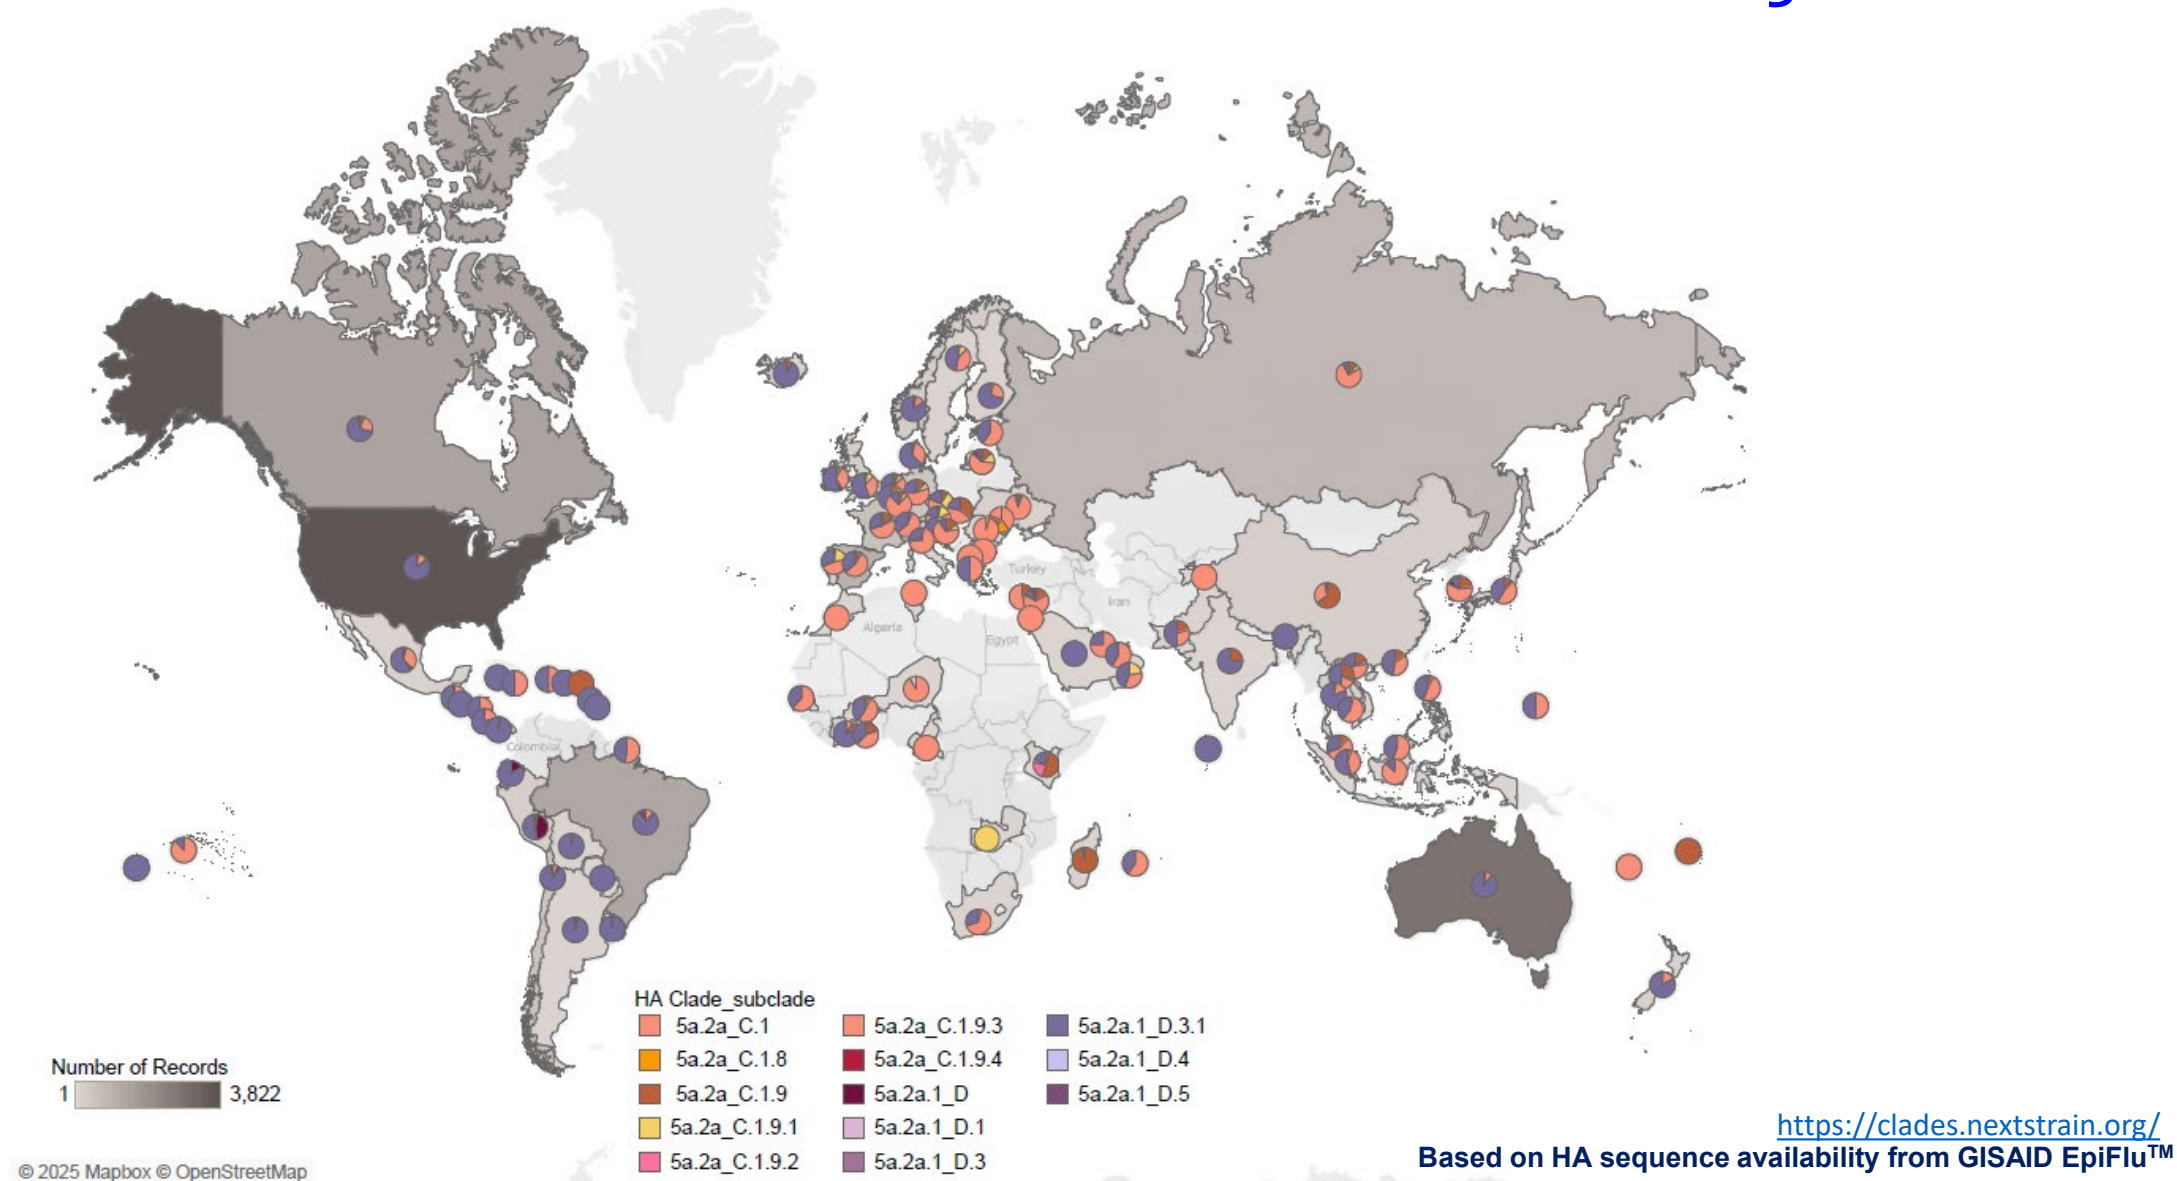 Turkey
Iran
Algeria
Egypt
Colombia
HA Clade_subclade
5a.2a_C.1
5a.2a_C.1.8
5a.2a_C.1.9
5a.2a_C.1.9.1
5a.2a_C.1.9.2
5a.2a_C.1.9.3
5a.2a_C.1.9.4
5a.2a.1_D
5a.2a.1_D.1
5a.2a.1_D.3
5a.2a.1_D.3.1
5a.2a.1_D.4
5a.2a.1_D.5
Number of Records
1 3,822
https://clades.nextstrain.org/
Based on HA sequence availability from GISAID EpiFlu™
© 2025 Mapbox © OpenStreetMap